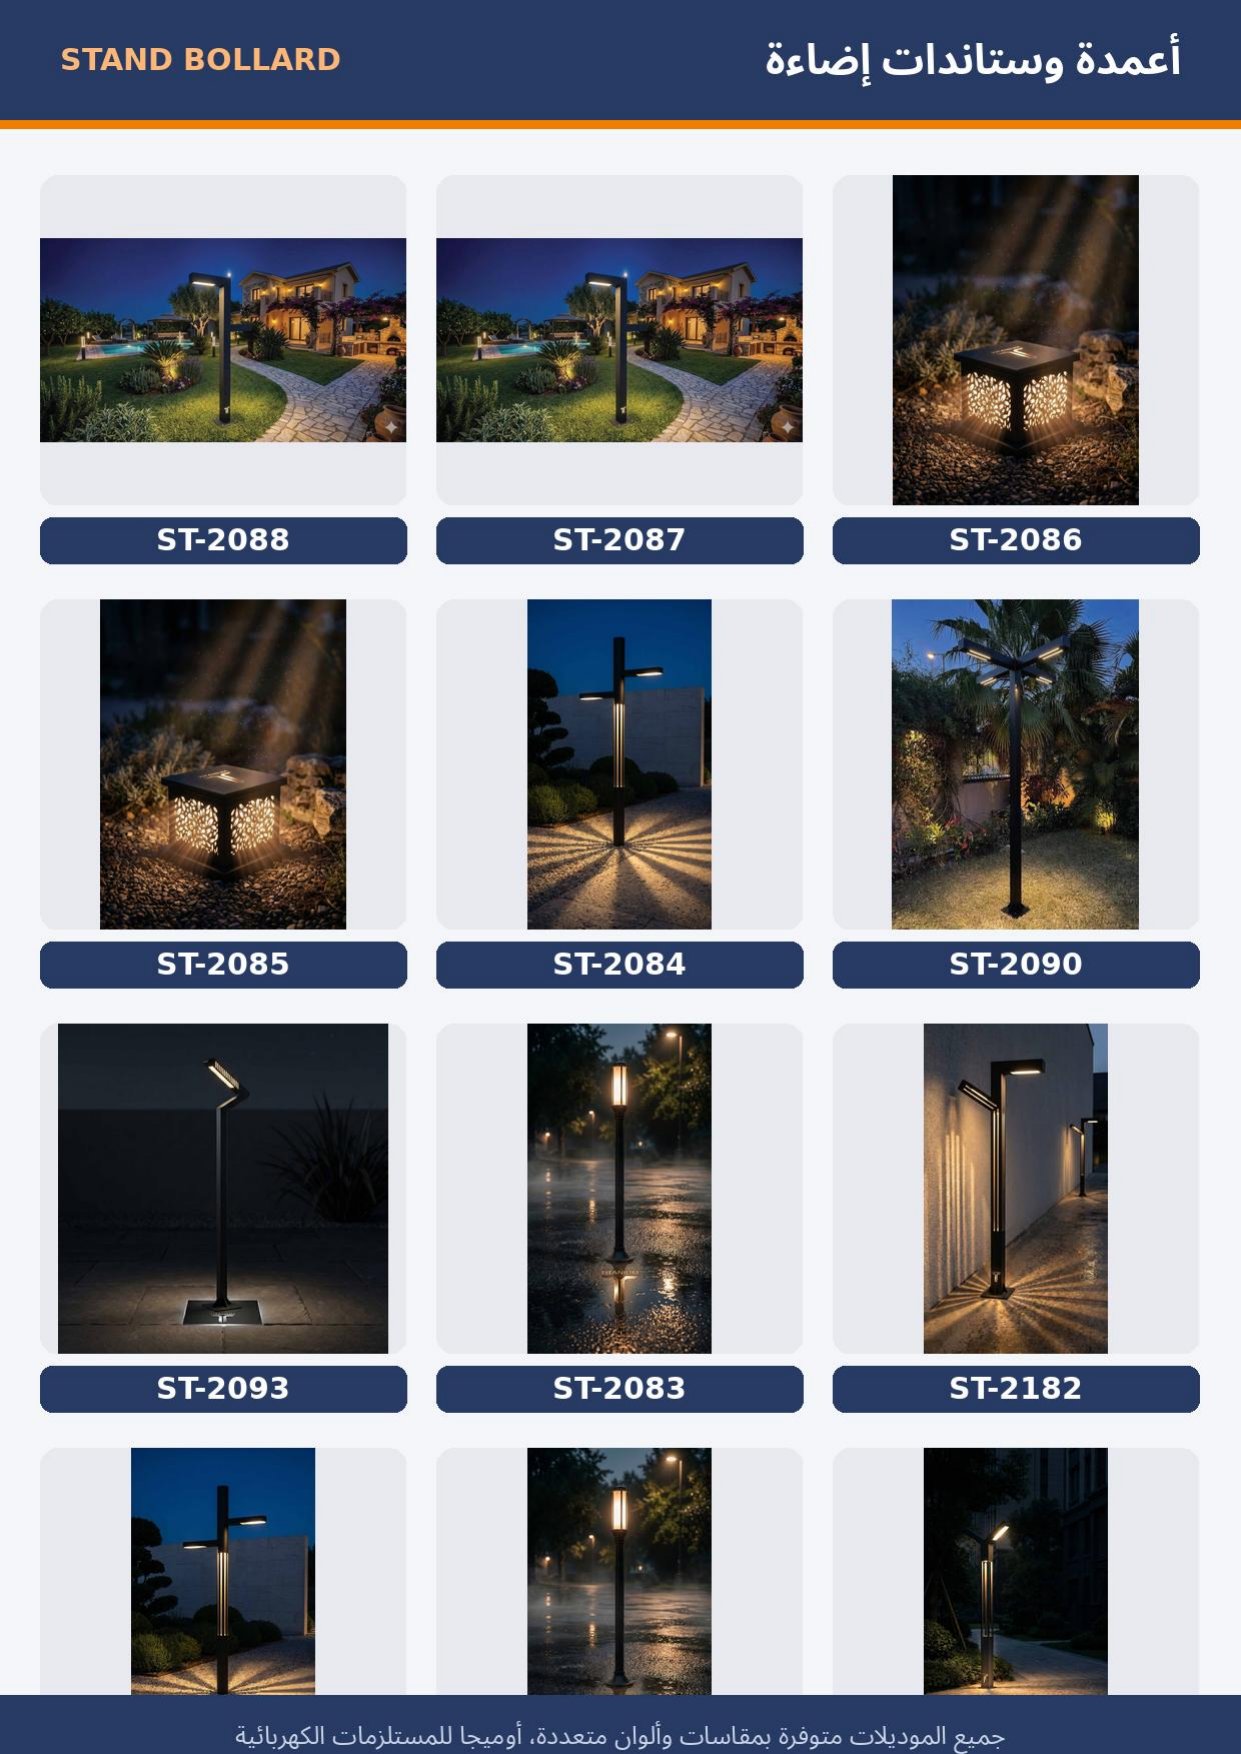 أعمدة وستاندات إضاءة
STAND BOLLARD
ST-2088
ST-2087
ST-2086
ST-2085
ST-2084
ST-2090
ST-2093
ST-2083
ST-2182
جميع الموديلات متوفرة بمقاسات وألوان متعددة، أوميجا للمستلزمات الكهربائية